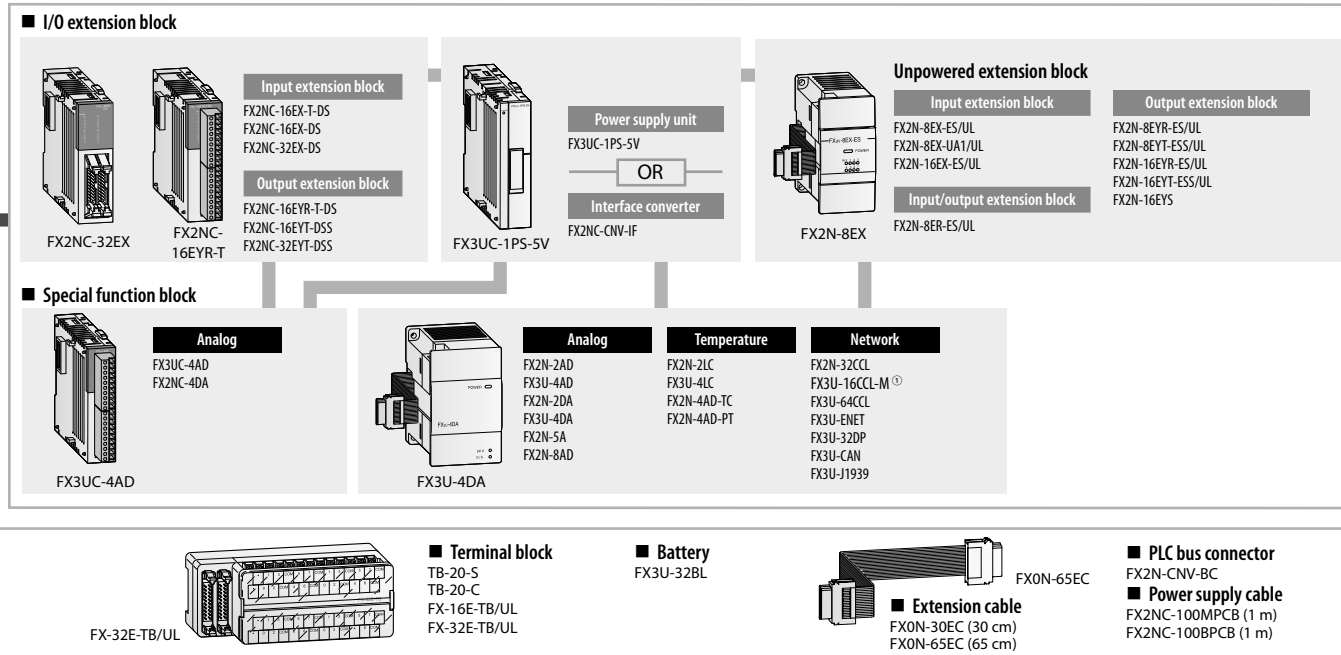 ■ I/O extension block
FX2NC-32EX
FX2NC-
16EYR-T
Input extension block
FX2NC-16EX-T-DS
FX2NC-16EX-DS
FX2NC-32EX-DS
Output extension block
FX2NC-16EYR-T-DS
FX2NC-16EYT-DSS
FX2NC-32EYT-DSS
FX3UC-1PS-5V
Power supply unit
FX3UC-1PS-5V
OR
Interface converter
FX2NC-CNV-IF
FX2N-8EX-ES
POWER
FX2N-8EX
Unpowered extension block
Input extension block
FX2N-8EX-ES/UL
FX2N-8EX-UA1/UL
FX2N-16EX-ES/UL
Input/output extension block
FX2N-8ER-ES/UL
Output extension block
FX2N-8EYR-ES/UL
FX2N-8EYT-ESS/UL
FX2N-16EYR-ES/UL
FX2N-16EYT-ESS/UL
FX2N-16EYS
■ Special function block
FX3UC-4AD
Analog
FX3UC-4AD
FX2NC-4DA
POWER
FX3U-4DA
FX3U-4DA
Analog
FX2N-2AD
FX3U-4AD
FX2N-2DA
FX3U-4DA
FX2N-5A
FX2N-8AD
Temperature
FX2N-2LC
FX3U-4LC
FX2N-4AD-TC
FX2N-4AD-PT
Network
FX2N-32CCL
FX3U-16CCL-M ①
FX3U-64CCL
FX3U-ENET
FX3U-32DP
FX3U-CAN
FX3U-J1939
FX-32E-TB/UL
■ Terminal block
TB-20-S
TB-20-C
FX-16E-TB/UL
FX-32E-TB/UL
■ Battery
FX3U-32BL
FX0N-65EC
■ Extension cable
FX0N-30EC (30 cm)
FX0N-65EC (65 cm)
■ PLC bus connector
FX2N-CNV-BC
■ Power supply cable
FX2NC-100MPCB (1 m)
FX2NC-100BPCB (1 m)